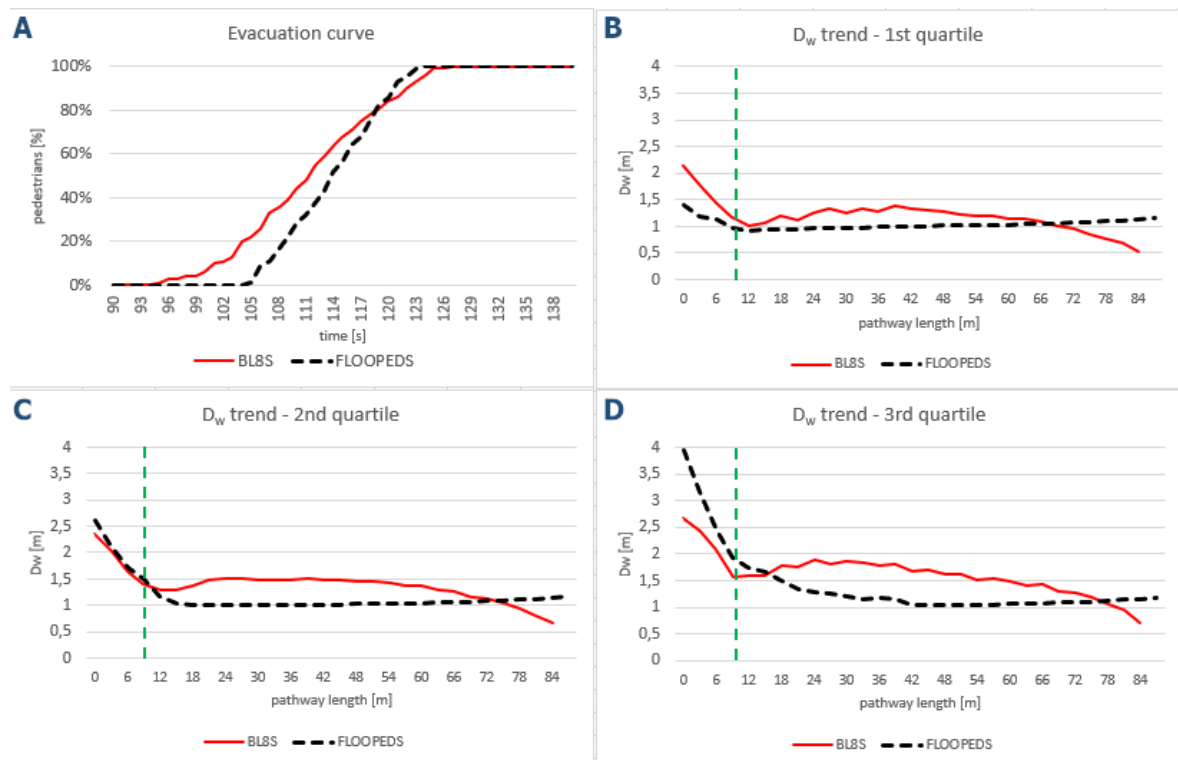 A
Evacuation curve
100%
80%
60%
40%
20%
0%
pedestrians [%]
90 93 96 99 102 105 108 111 114 117 120 123 126 129 132 135 138
time [s]
BL8S FLOOPEDS
B
Dw trend - 1st quartile
4
3,5
3
2,5
2
1,5
1
0,5
0
Dw [m]
0 6 12 18 24 30 36 42 48 54 60 66 72 78 84
pathway length [m]
BL8S FLOOPEDS
C
Dw trend - 2nd quartile
4
3,5
3
2,5
2
1,5
1
0,5
0
Dw [m]
0 6 12 18 24 30 36 42 48 54 60 66 72 78 84
pathway length [m]
BL8S FLOOPEDS
D
Dw trend - 3rd quartile
4
3,5
3
2,5
2
1,5
1
0,5
0
Dw [m]
0 6 12 18 24 30 36 42 48 54 60 66 72 78 84
pathway length [m]
BL8S FLOOPEDS